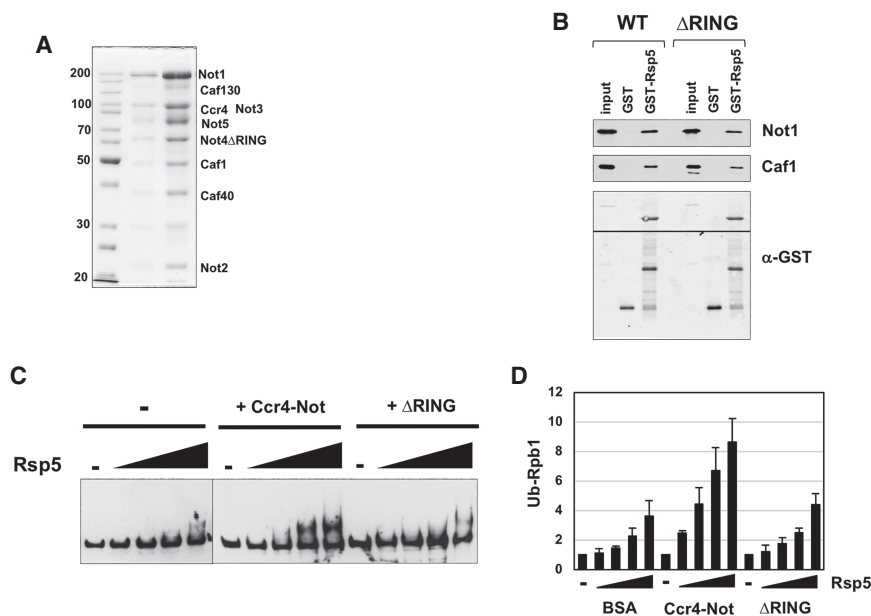 A
200
100
70
50
30
20
Not1
Caf130
Ccr4 Not3
Not5
Not4ΔRING
Caf1
Caf40
Not2
B
WT ΔRING
input GST GST-Rsp5 input GST GST-Rsp5
Not1
Caf1
α-GST
C
- + Ccr4-Not + ΔRING
Rsp5 - - -
D
Ub-Rpb1
12
10
8
6
4
2
0
- - - Rsp5
BSA Ccr4-Not ΔRING